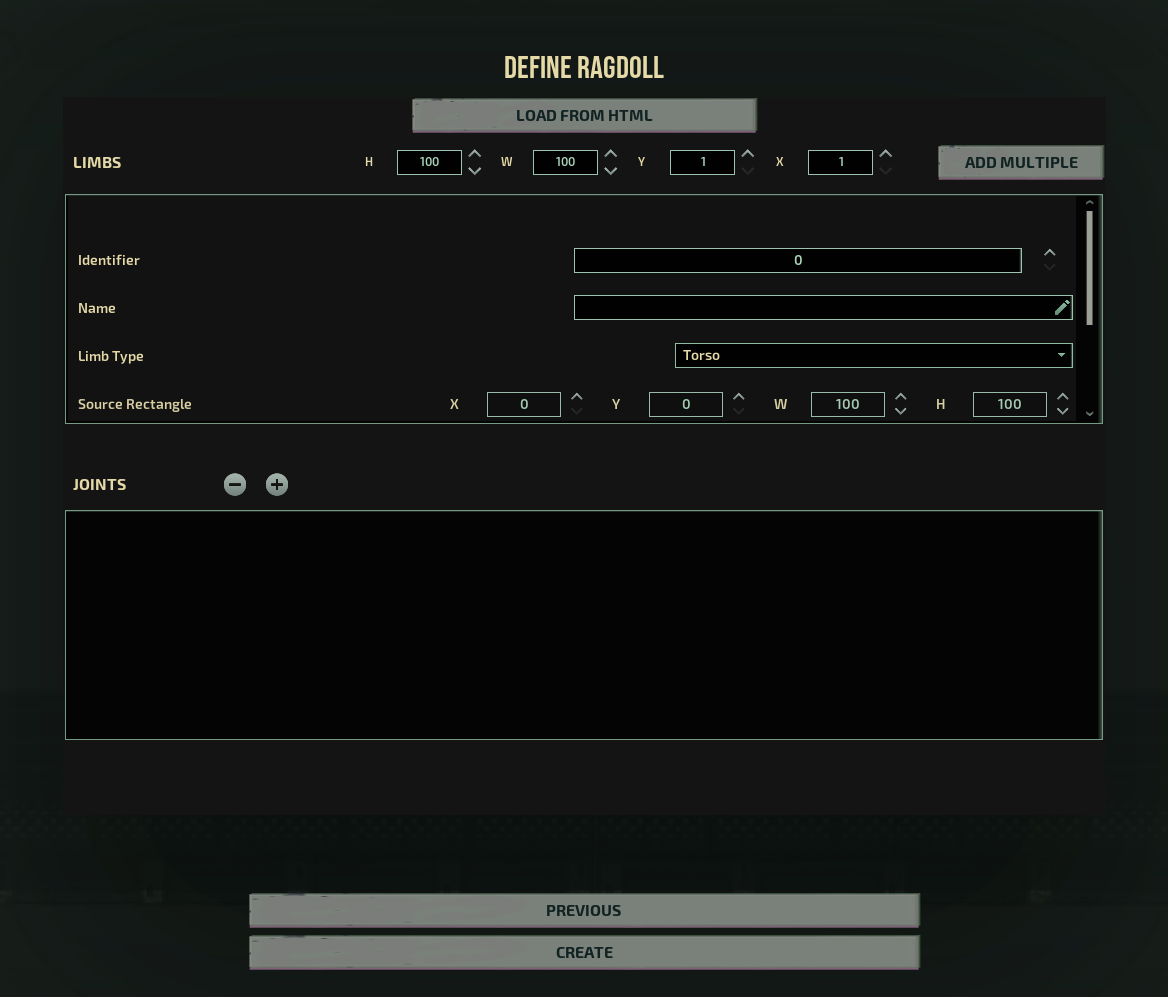 DEFINE RAGDOLL
LOAD FROM HTML
LIMBS H 100 W 100 Y 1 X 1 ADD MULTIPLE
Identifier 0
Name
Limb Type Torso
Source Rectangle X 0 Y 0 W 100 H 100
JOINTS
PREVIOUS
CREATE